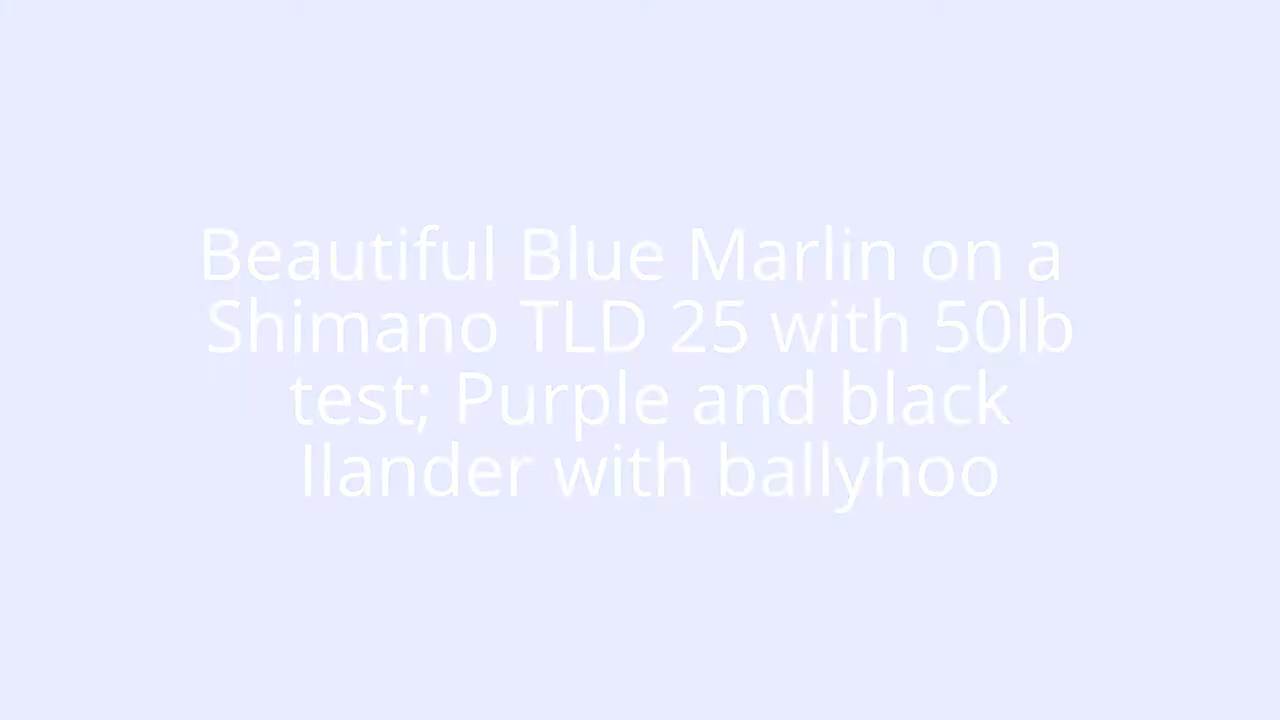 Beautiful Blue Marlin on a
Shimano TLD 25 with 50lb
test; Purple and black
Ilander with ballyhoo